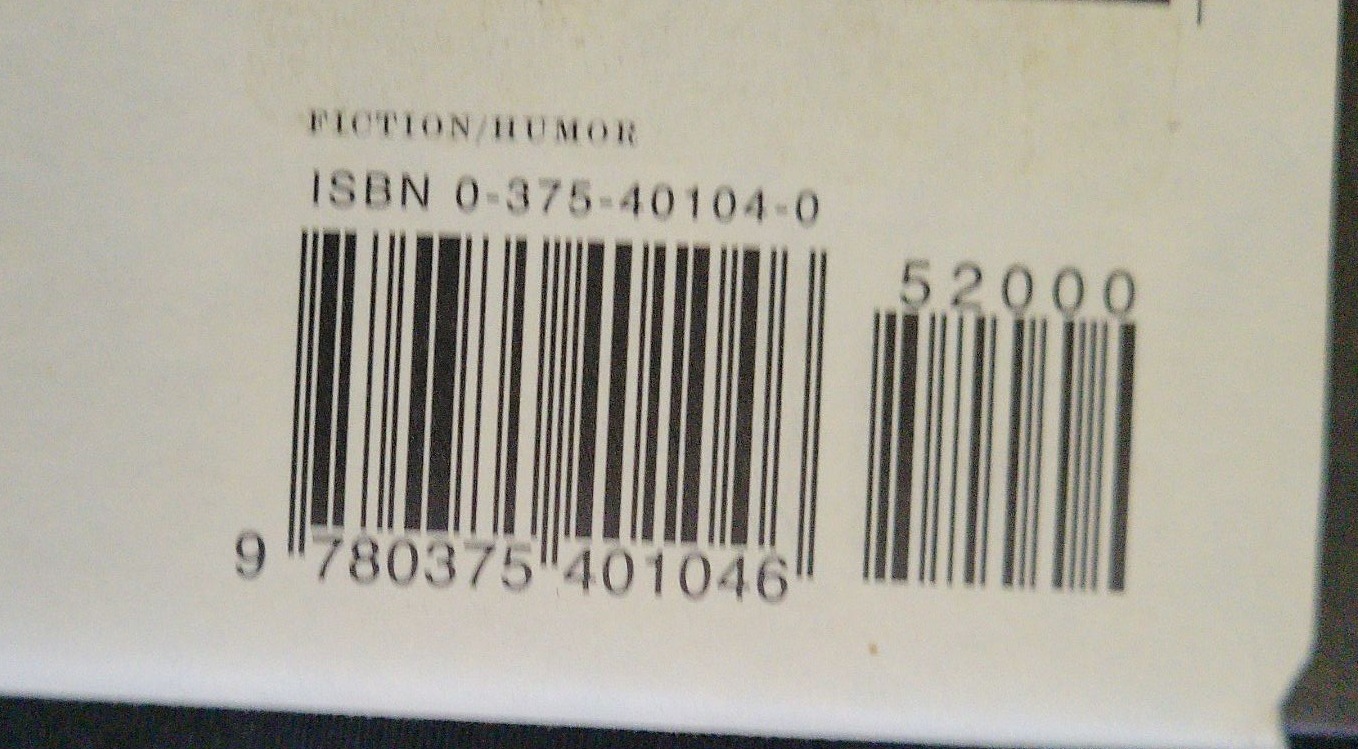 FICTION/HUMOR
ISBN 0-375-40104-0
52000
9 780375 401046